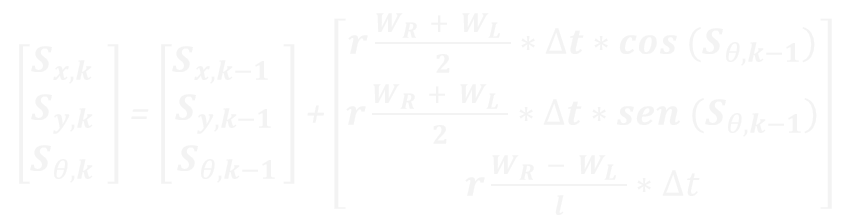 [S_{x,k} S_{y,k} S_{θ,k}] = [S_{x,k−1} S_{y,k−1} S_{θ,k−1}] + [r (W_R + W_L)/2 * Δt * cos (S_{θ,k−1})
r (W_R + W_L)/2 * Δt * sen (S_{θ,k−1})
r (W_R − W_L)/l * Δt]